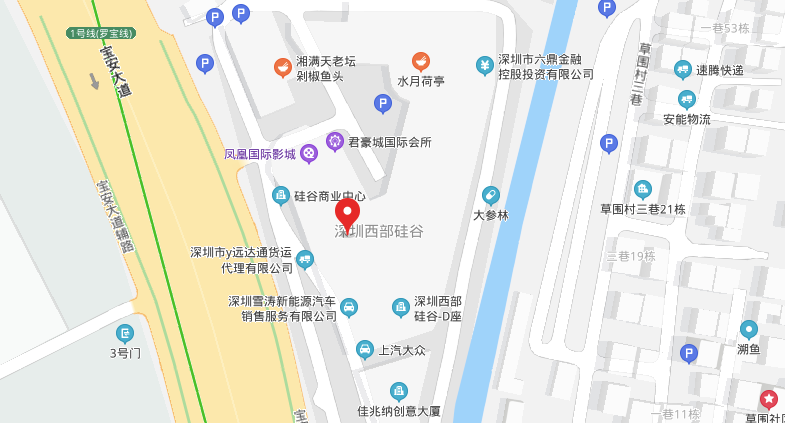 P
P
P
一巷53栋
1号线(罗宝线)
宝安大道
P
湘满天老坛
剁椒鱼头
水月荷亭
深圳市六鼎金融
控股投资有限公司
草围村三巷
速腾快递
P
安能物流
君豪城国际会所
P
凤凰国际影城
硅谷商业中心
大参林
草围村三巷21栋
宝安大道辅路
深圳西部硅谷
深圳市y远达通货运
代理有限公司
三巷19栋
深圳雪涛新能源汽车
销售服务有限公司
深圳西部
硅谷-D座
3号门
上汽大众
溯鱼
P
佳兆纳创意大厦
宝
一巷11栋
草围社区